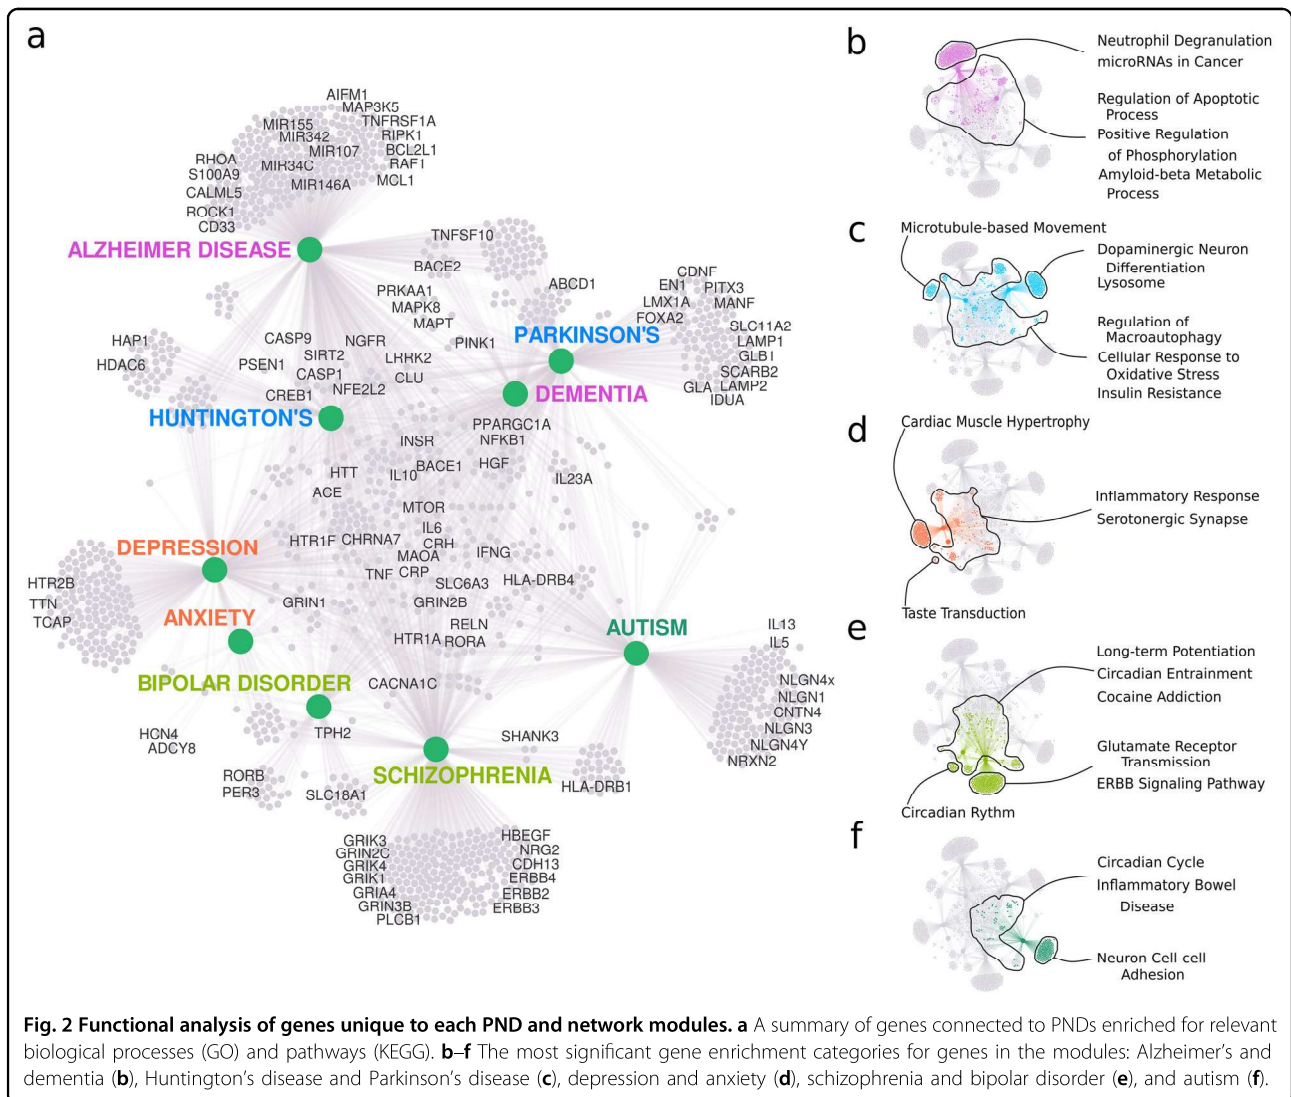 a
AIFM1
MAP3K5
TNFRSF1A
MIR155
MIR342
RIPK1
MIR107
BCL2L1
RHOA
MIR34C
RAF1
S100A9
MIR146A
MCL1
CALML5
ROCK1
CD33
ALZHEIMER DISEASE
TNFSF10
BACE2
ABCD1
CDNF
EN1
PITX3
PRKAA1
LMX1A
MANF
MAPK8
FOXA2
MAPT
SLC11A2
HAP1
CASP9
NGFR
PINK1
PARKINSON'S
LAMP1
SIRT2
LRRK2
GLB1
HDAC6
PSEN1
CASP1
CLU
SCARB2
CREB1
NFE2L2
DEMENTIA
GLA
LAMP2
IDUA
HUNTINGTON'S
PPARGC1A
INSR
NFKB1
HTT
IL10
BACE1
HGF
IL23A
ACE
MTOR
IL6
HTR1F
CHRNA7
CRH
DEPRESSION
MAOA
IFNG
TNF
CRP
SLC6A3
HLA-DRB4
HTR2B
TTN
TCAP
GRIN1
GRIN2B
ANXIETY
RELN
AUTISM
IL13
HTR1A
RORA
IL5
BIPOLAR DISORDER
CACNA1C
NLGN4x
NLGN1
CNTN4
HCN4
TPH2
SHANK3
NLGN3
ADCY8
NLGN4Y
NRXN2
SCHIZOPHRENIA
RORB
PER3
SLC18A1
HLA-DRB1
GRIK3
HBEGF
GRIN2C
NRG2
GRIK4
CDH13
GRIK1
ERBB4
GRIA4
ERBB2
GRIN3B
ERBB3
PLCB1
b
Neutrophil Degranulation
microRNAs in Cancer
Regulation of Apoptotic
Process
Positive Regulation
of Phosphorylation
Amyloid-beta Metabolic
Process
c
Microtubule-based Movement
Dopaminergic Neuron
Differentiation
Lysosome
Regulation of
Macroautophagy
Cellular Response to
Oxidative Stress
Insulin Resistance
d
Cardiac Muscle Hypertrophy
Inflammatory Response
Serotonergic Synapse
Taste Transduction
e
Long-term Potentiation
Circadian Entrainment
Cocaine Addiction
Glutamate Receptor
Transmission
ERBB Signaling Pathway
Circadian Rythm
f
Circadian Cycle
Inflammatory Bowel
Disease
Neuron Cell-cell
Adhesion
Fig. 2 Functional analysis of genes unique to each PND and network modules. a A summary of genes connected to PNDs enriched for relevant
biological processes (GO) and pathways (KEGG). b–f The most significant gene enrichment categories for genes in the modules: Alzheimer's and
dementia (b), Huntington's disease and Parkinson's disease (c), depression and anxiety (d), schizophrenia and bipolar disorder (e), and autism (f).